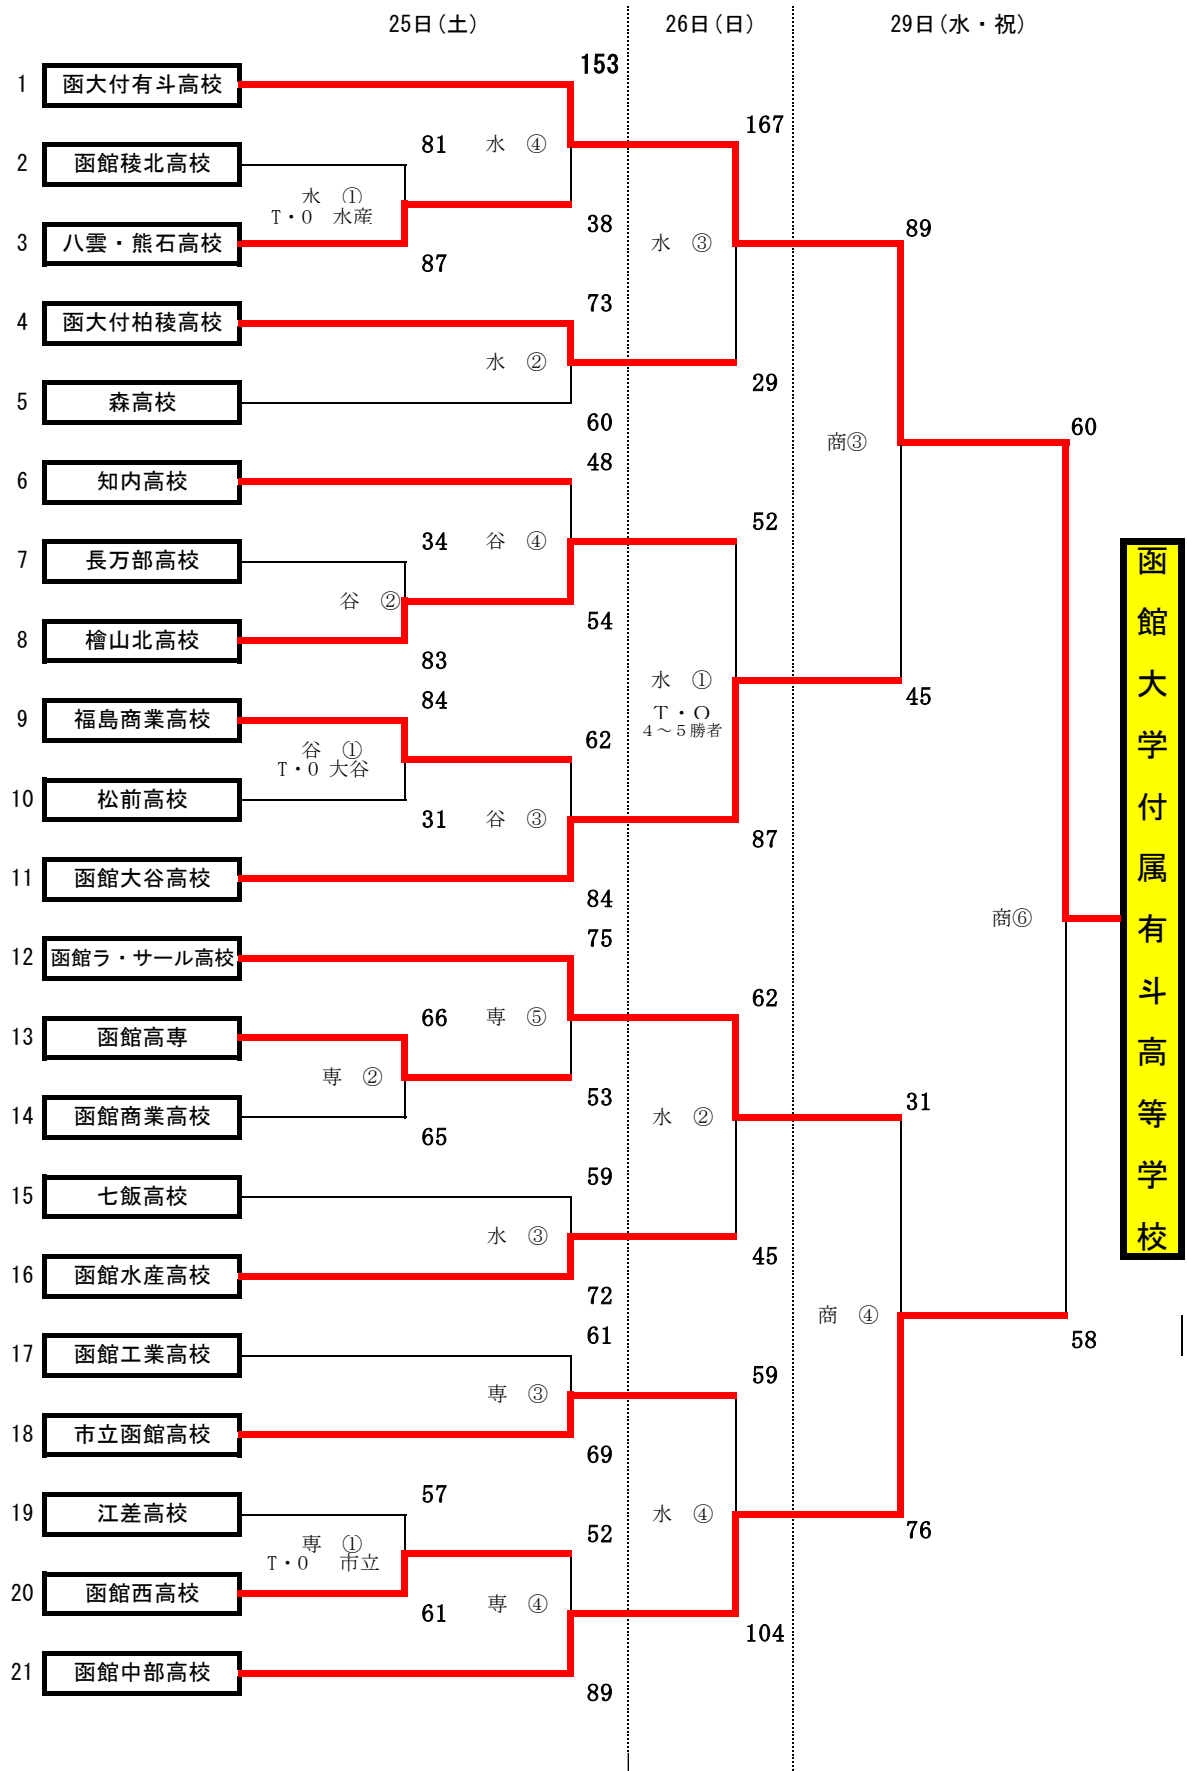 25日(土) 26日(日) 29日(水・祝)
153
1 函大付有斗高校
167
81 水 ④
2 函館稜北高校
水 ①
T・O 水産
38
89
3 八雲・熊石高校
水 ③
87
73
4 函大付柏稜高校
水 ②
29
5 森高校
60
60
商③
48
6 知内高校
52
34 谷 ④
7 長万部高校
谷 ②
54
8 檜山北高校
83
水 ①
84
45
9 福島商業高校
T・O
4～5勝者
62
谷 ①
T・O 大谷
10 松前高校
31 谷 ③
87
11 函館大谷高校
84
商⑥
75
12 函館ラ・サール高校
62
66 専 ⑤
13 函館高専
専 ②
53
31
14 函館商業高校
水 ②
65
59
15 七飯高校
水 ③
45
16 函館水産高校
72
商 ④
61
58
17 函館工業高校
59
専 ③
18 市立函館高校
69
57
19 江差高校
水 ④
52
76
専 ①
T・O 市立
20 函館西高校
専 ④
61
104
21 函館中部高校
89
函館大学付属有斗高等学校